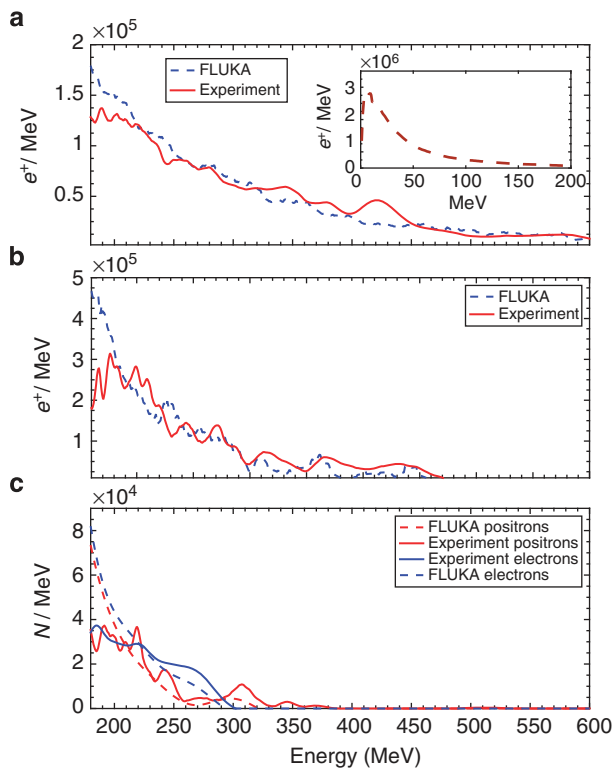 a
×10⁵
2
1.5
1
0.5
e⁺/ MeV
FLUKA
Experiment
×10⁶
3
2
1
0
e⁺/ MeV
0 50 100 150 200
MeV
b
×10⁵
5
4
3
2
1
e⁺/ MeV
FLUKA
Experiment
c
×10⁴
8
6
4
2
0
N / MeV
FLUKA positrons
Experiment positrons
Experiment electrons
FLUKA electrons
200 250 300 350 400 450 500 550 600
Energy (MeV)